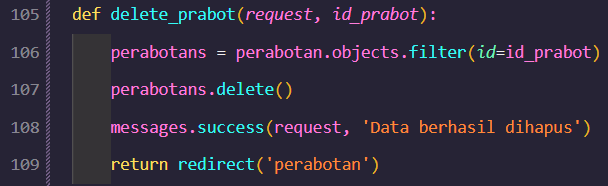 105 def delete_prabot(request, id_prabot):
106 perabotans = perabotan.objects.filter(id=id_prabot)
107 perabotans.delete()
108 messages.success(request, 'Data berhasil dihapus')
109 return redirect('perabotan')